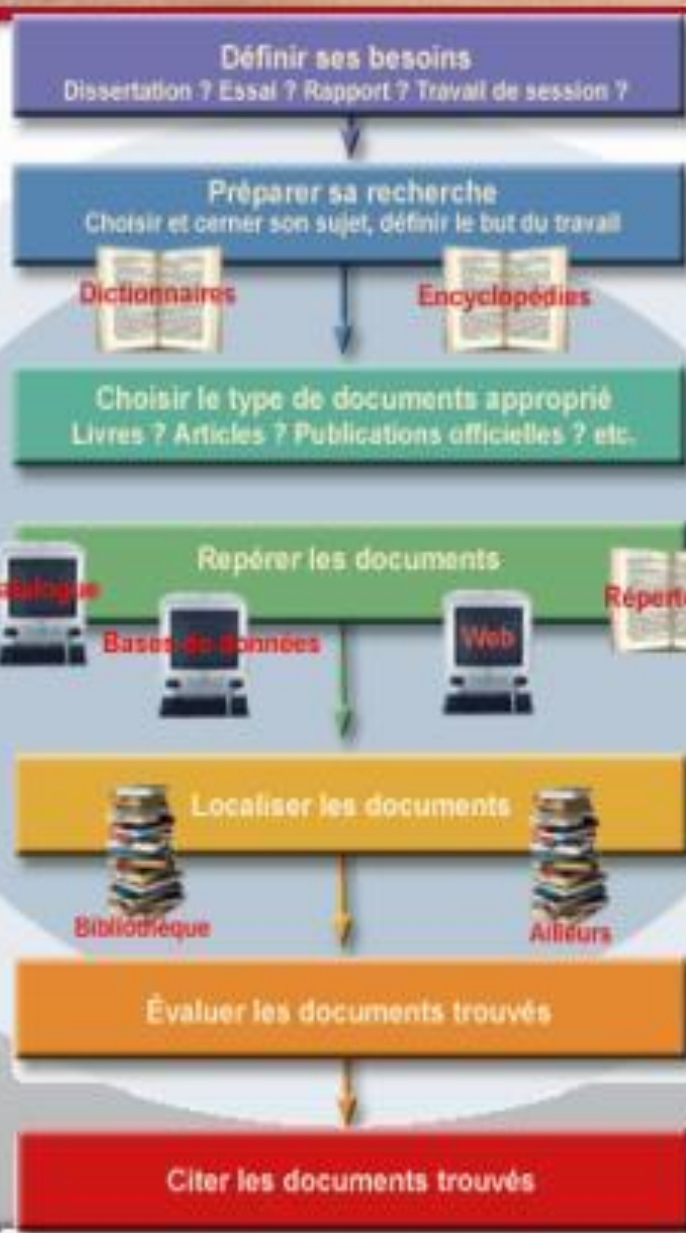 Définir ses besoins
Dissertation ? Essai ? Rapport ? Travail de session ?
Préparer sa recherche
Choisir et cerner son sujet, définir le but du travail
Dictionnaires
Encyclopédies
Choisir le type de documents approprié
Livres ? Articles ? Publications officielles ? etc.
Repérer les documents
Bases de données
Web
Localiser les documents
Bibliothèque
Ailleurs
Évaluer les documents trouvés
Citer les documents trouvés